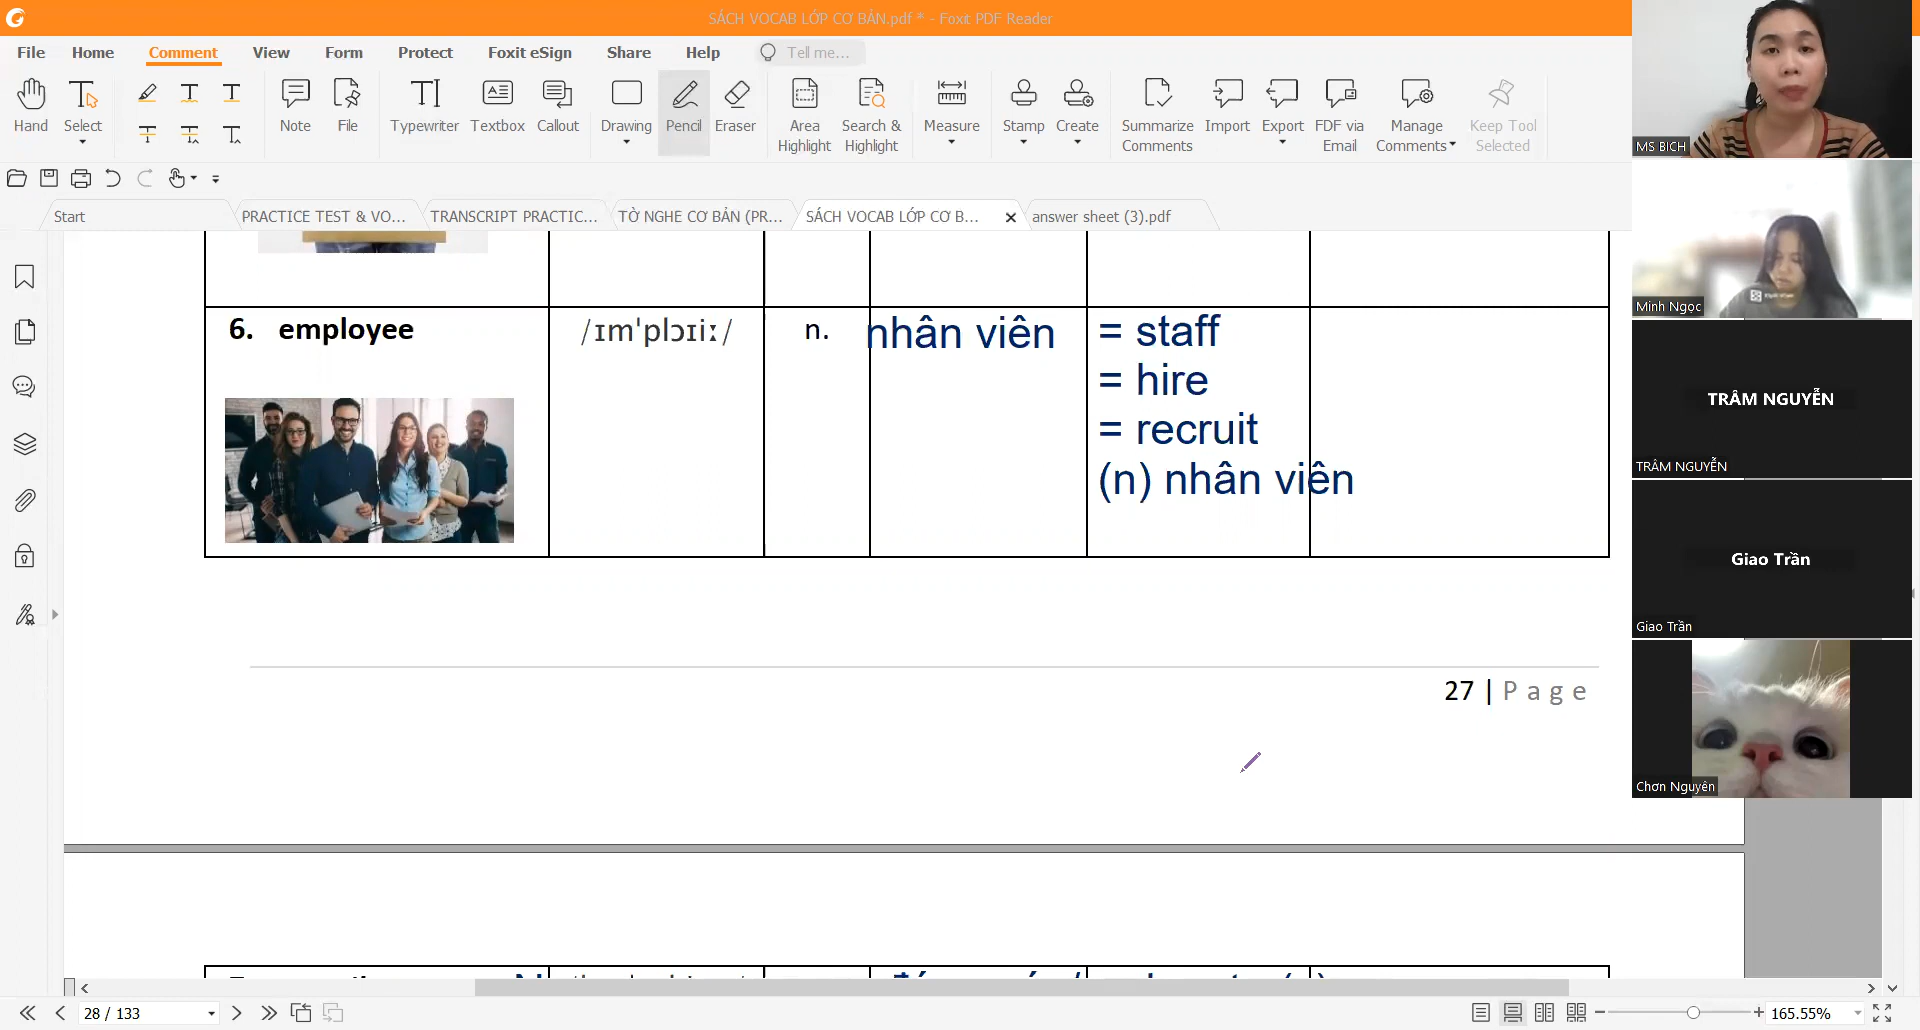 SÁCH VOCAB LỚP CƠ BẢN.pdf * - Foxit PDF Reader
File Home Comment View Form Protect Foxit eSign Share Help Tell me...
Hand Select Note File Typewriter Textbox Callout Drawing Pencil Eraser Area Highlight Search & Highlight Measure Stamp Create Summarize Comments Import Export FDF via Email Manage Comments Keep Tool Selected
Start PRACTICE TEST & VO... TRANSCRIPT PRACTIC... TỜ NGHE CƠ BẢN (PR... SÁCH VOCAB LỚP CƠ B... answer sheet (3).pdf
6. employee /ɪmˈplɔɪiː/ n. nhân viên = staff
= hire
= recruit
(n) nhân viên
27 | Page
MS BICH
Minh Ngọc
TRÂM NGUYỄN
TRÂM NGUYỄN
Giao Trần
Giao Trần
Chơn Nguyên
28 / 133
165.55%